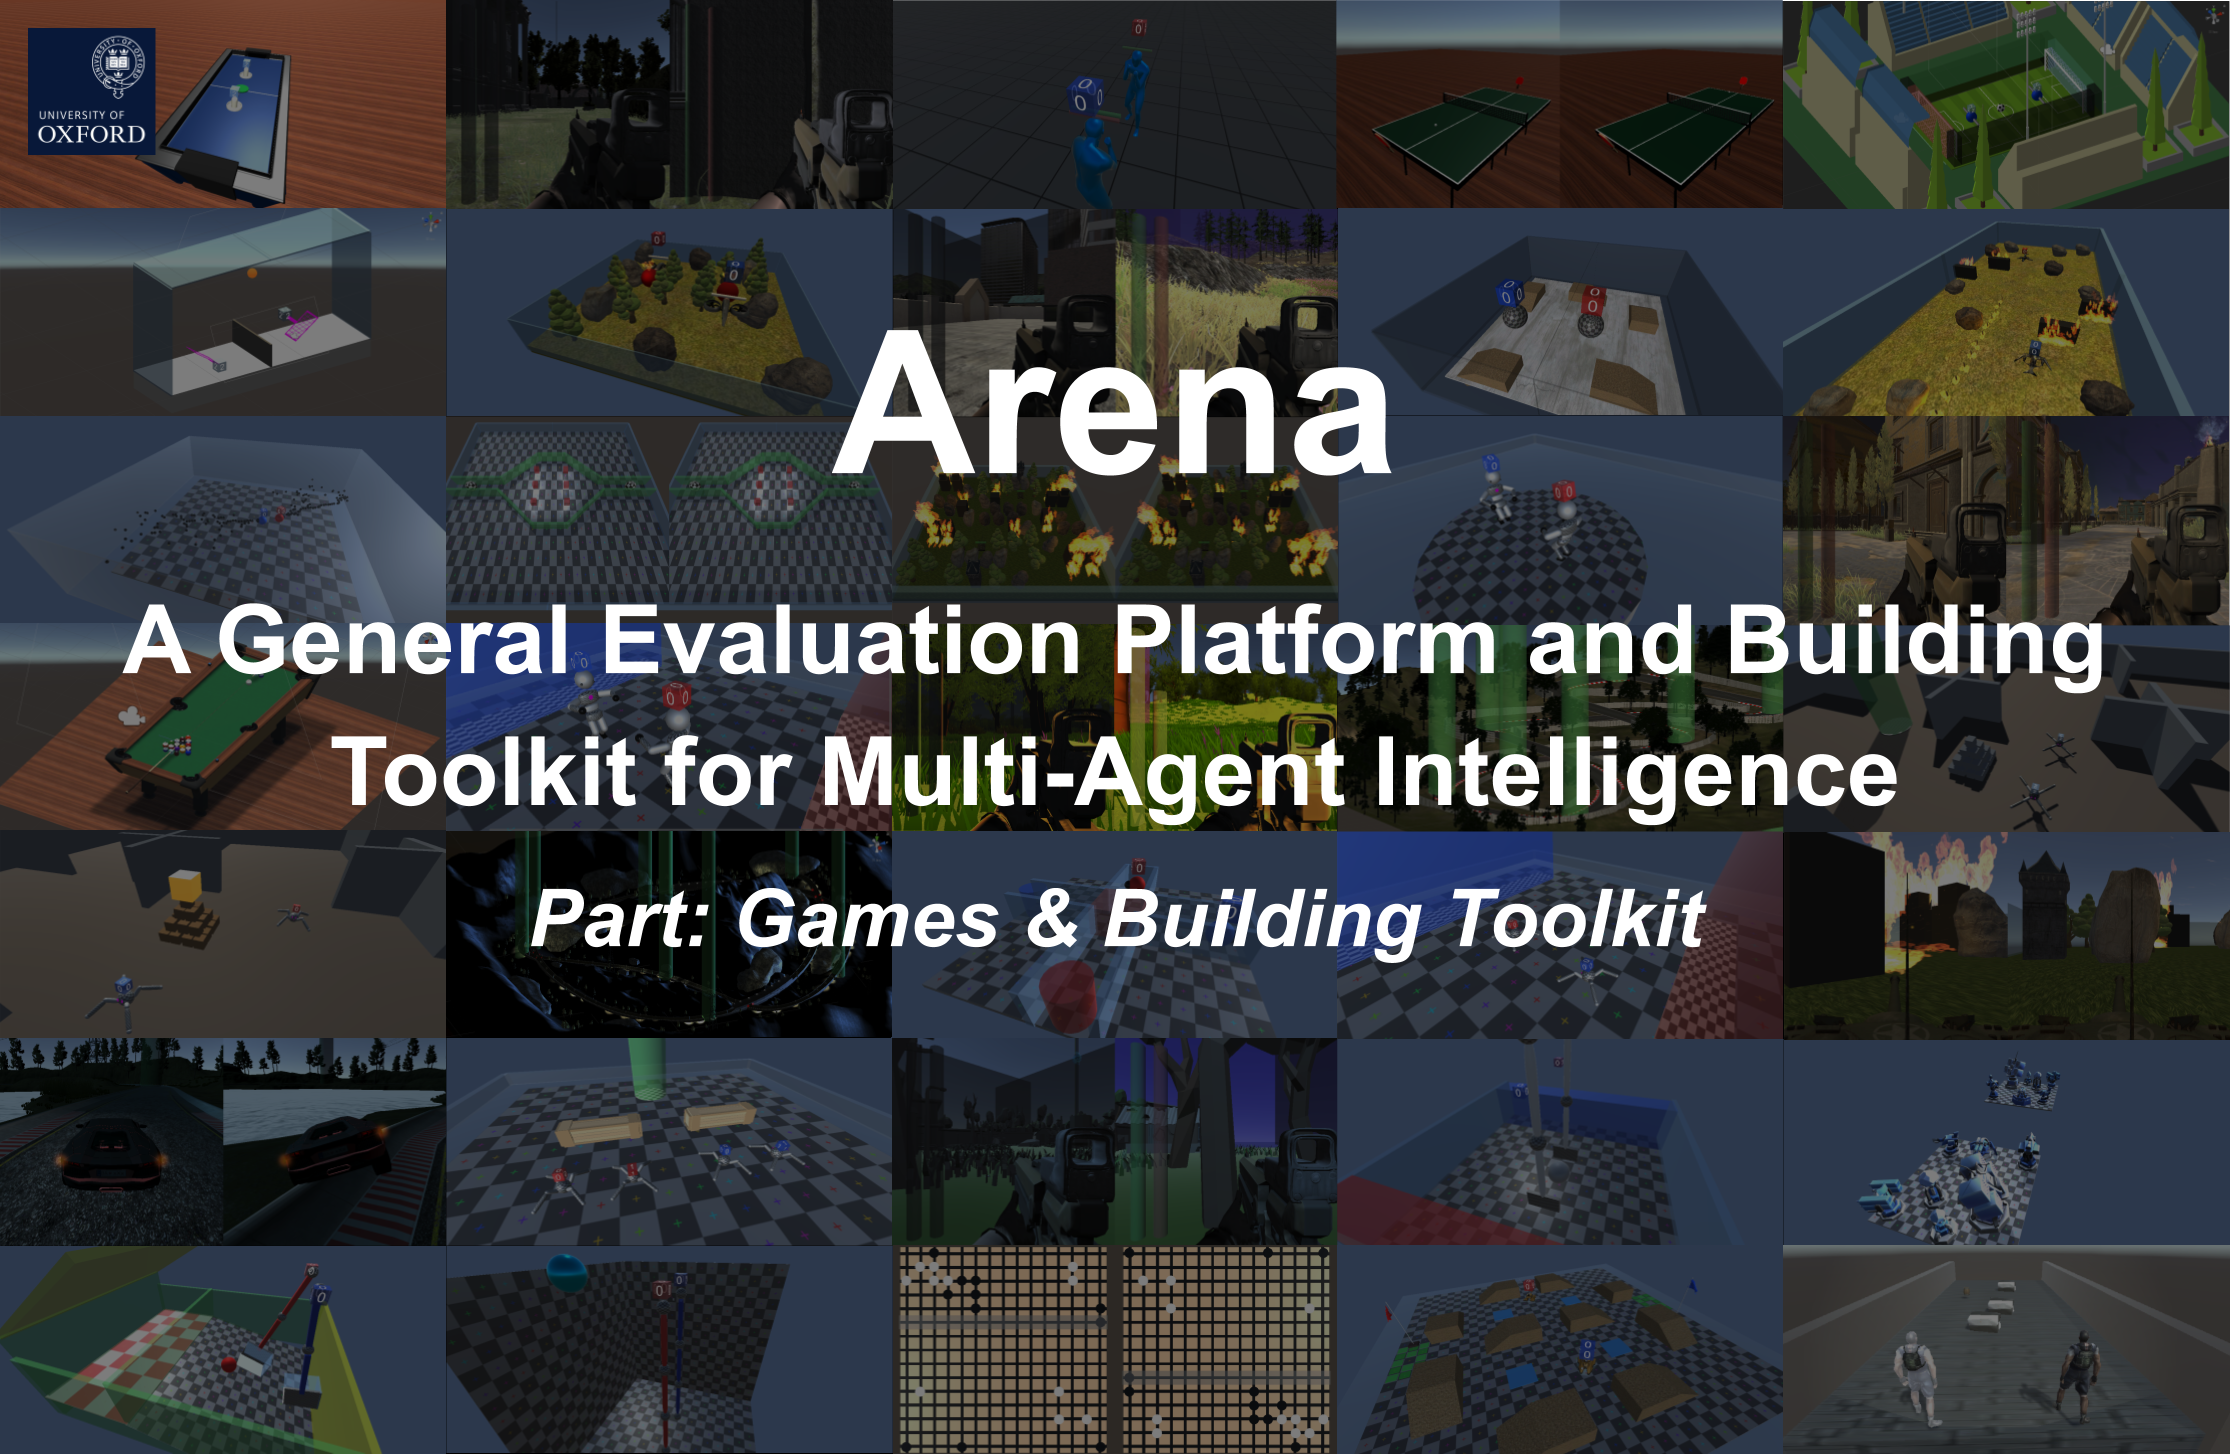 UNIVERSITY OF
OXFORD
Arena
A General Evaluation Platform and Building
Toolkit for Multi-Agent Intelligence
Part: Games & Building Toolkit